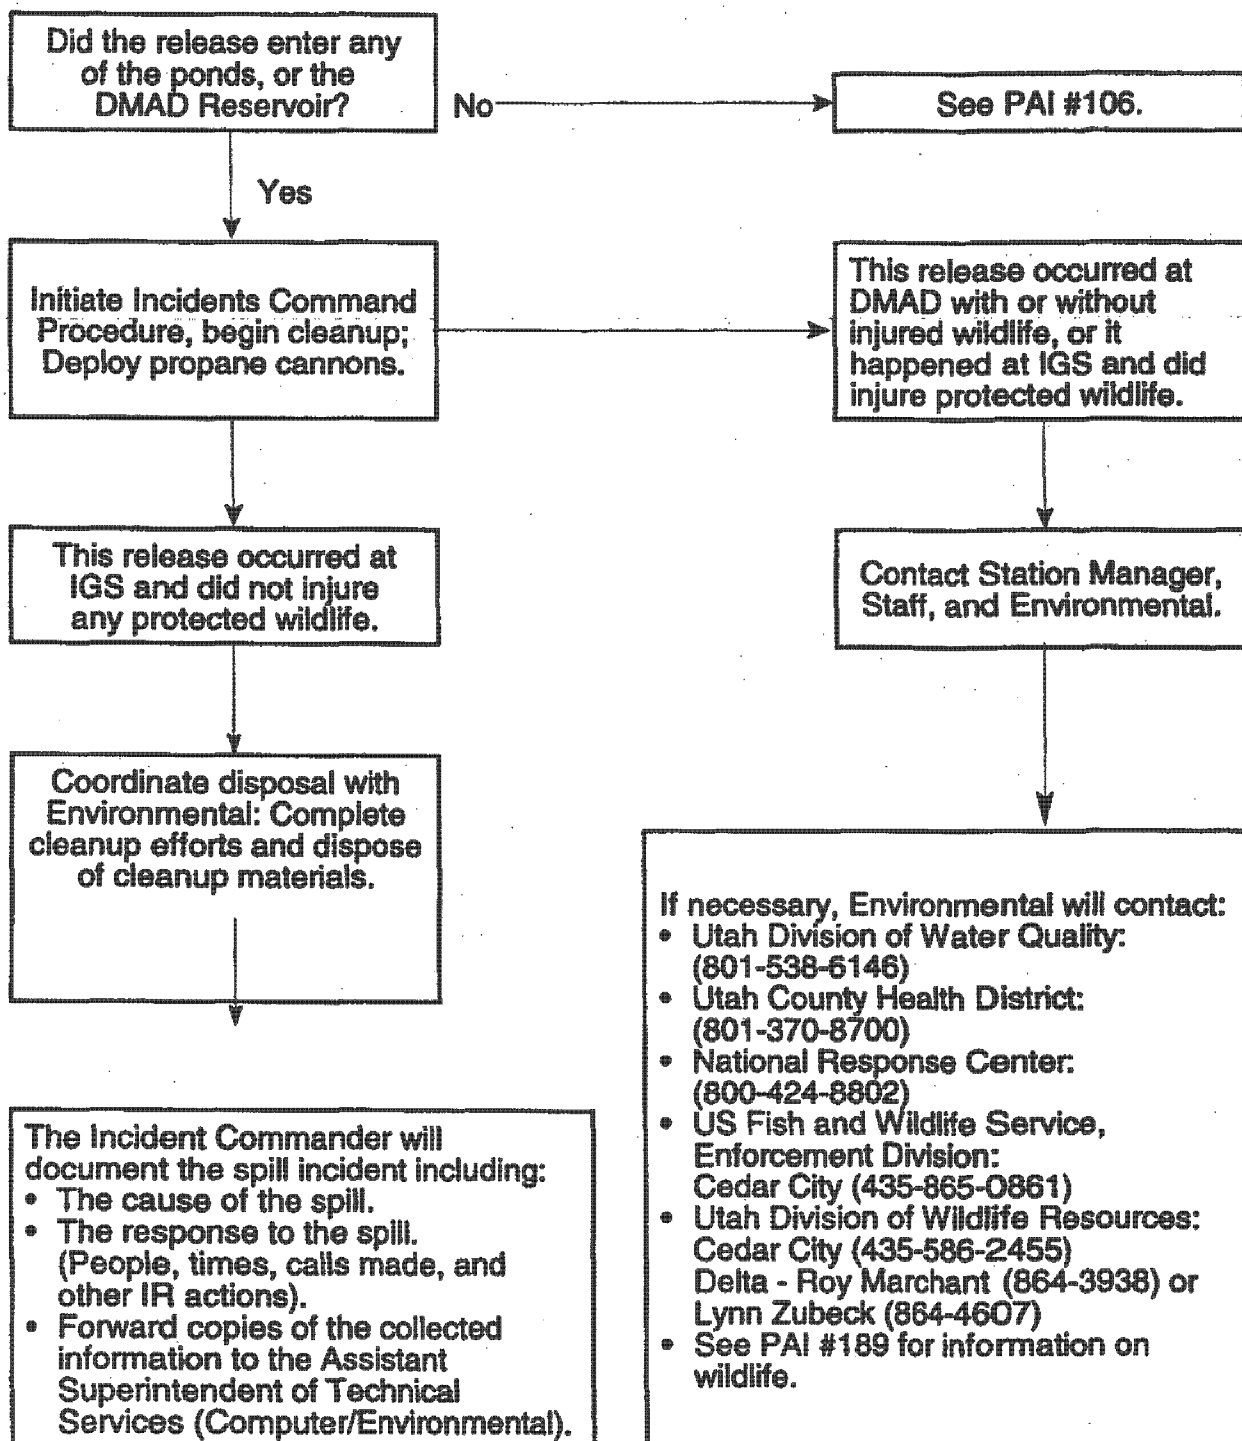 Did the release enter any
of the ponds, or the
DMAD Reservoir?
No
See PAI #106.
Yes
Initiate Incidents Command
Procedure, begin cleanup;
Deploy propane cannons.
This release occurred at
DMAD with or without
injured wildlife, or it
happened at IGS and did
injure protected wildlife.
This release occurred at
IGS and did not injure
any protected wildlife.
Contact Station Manager,
Staff, and Environmental.
Coordinate disposal with
Environmental: Complete
cleanup efforts and dispose
of cleanup materials.
If necessary, Environmental will contact:
• Utah Division of Water Quality:
(801-538-6146)
• Utah County Health District:
(801-370-8700)
• National Response Center:
(800-424-8802)
• US Fish and Wildlife Service,
Enforcement Division:
Cedar City (435-865-0861)
• Utah Division of Wildlife Resources:
Cedar City (435-586-2455)
Delta - Roy Marchant (864-3938) or
Lynn Zubeck (864-4607)
• See PAI #189 for information on
wildlife.
The Incident Commander will
document the spill incident including:
• The cause of the spill.
• The response to the spill.
(People, times, calls made, and
other IR actions).
• Forward copies of the collected
information to the Assistant
Superintendent of Technical
Services (Computer/Environmental).